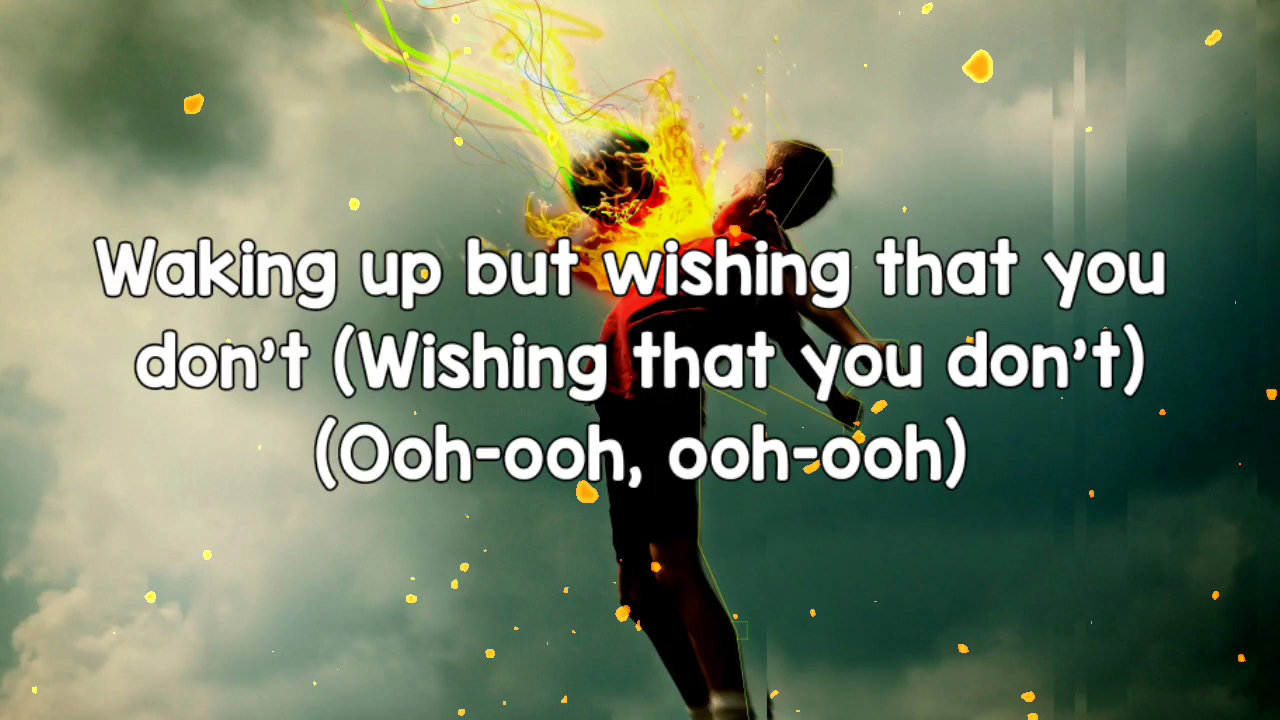 Waking up but wishing that you
don't (Wishing that you don't)
(Ooh-ooh, ooh-ooh)